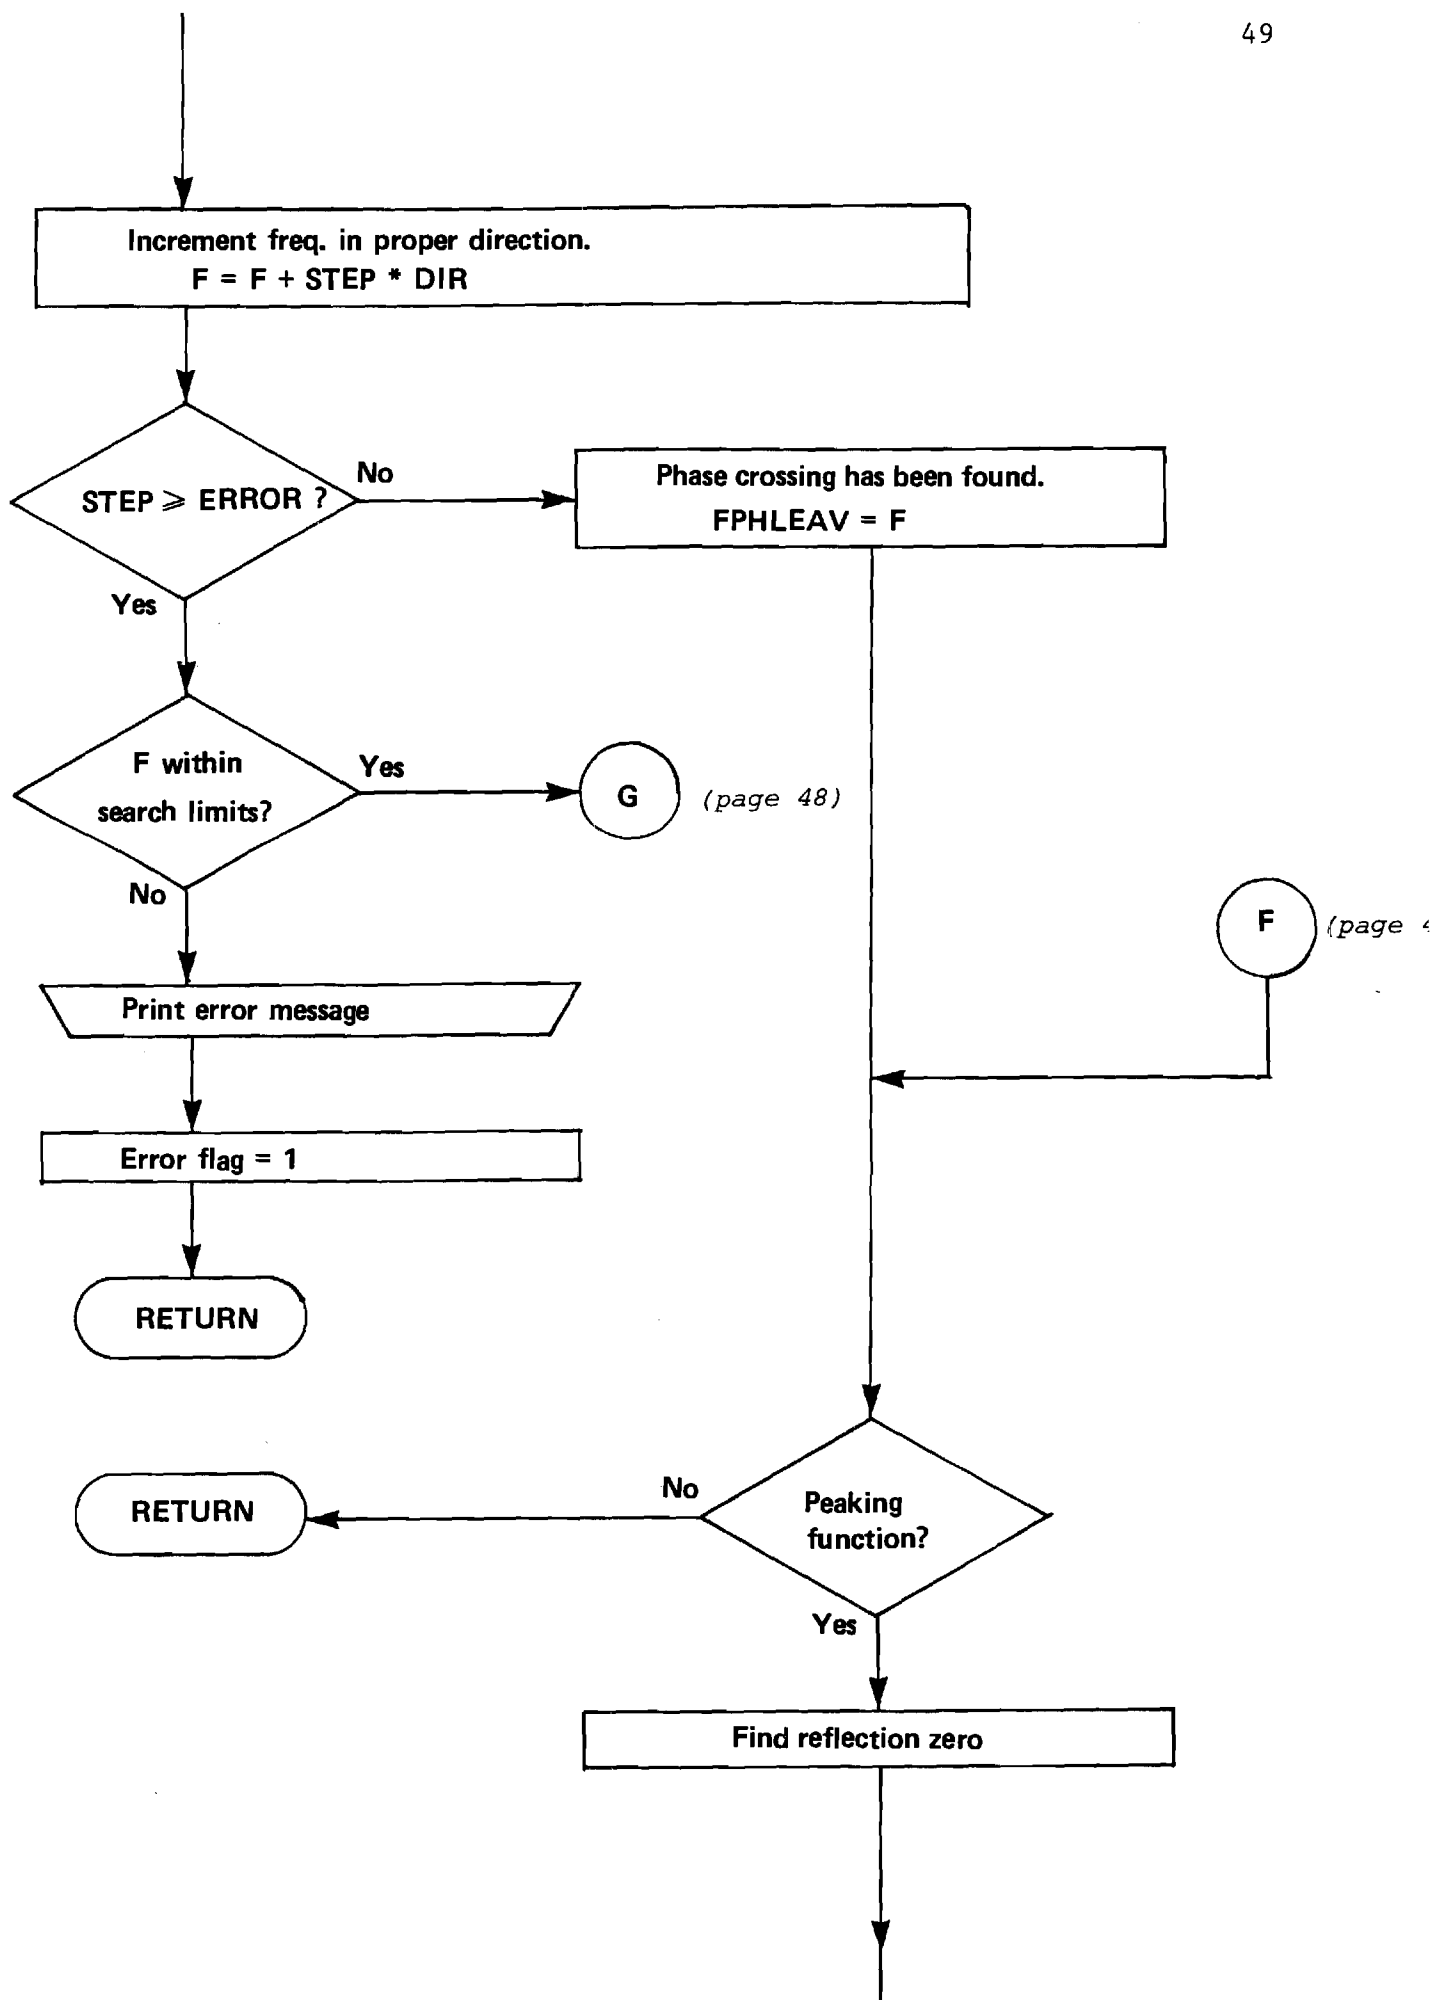 49
Increment freq. in proper direction.
F = F + STEP * DIR
STEP ⩾ ERROR ?
No
Phase crossing has been found.
FPHLEAV = F
Yes
F within
search limits?
Yes
G
(page 48)
No
F
(page
Print error message
Error flag = 1
RETURN
RETURN
No
Peaking
function?
Yes
Find reflection zero